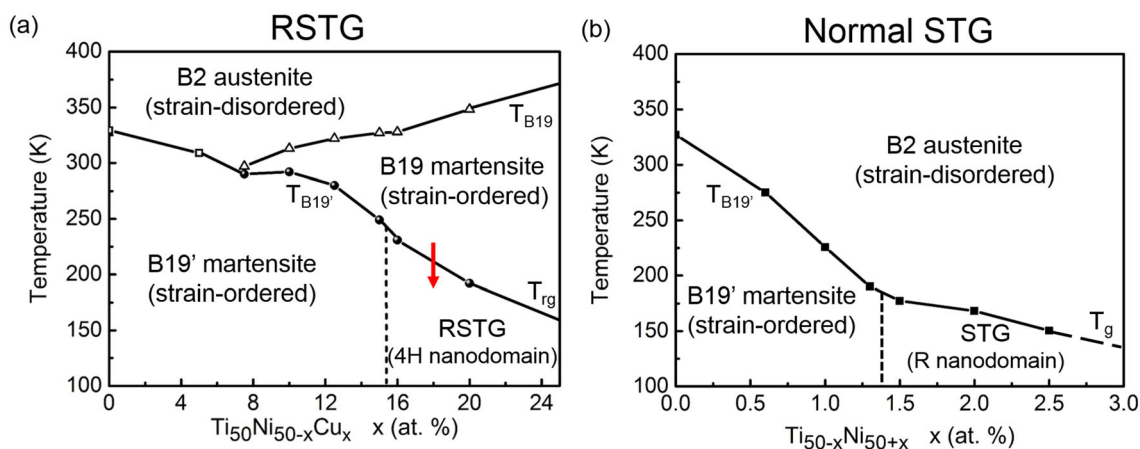 (a)
RSTG
400
350
300
250
200
150
100
Temperature (K)
B2 austenite
(strain-disordered)
T_B19
B19 martensite
(strain-ordered)
T_B19'
B19' martensite
(strain-ordered)
T_rg
RSTG
(4H nanodomain)
0 4 8 12 16 20 24
Ti50Ni50-xCux x (at. %)
(b)
Normal STG
400
350
300
250
200
150
100
Temperature (K)
B2 austenite
(strain-disordered)
T_B19'
B19' martensite
(strain-ordered)
STG
(R nanodomain)
T_g
0.0 0.5 1.0 1.5 2.0 2.5 3.0
Ti50-xNi50+x x (at. %)